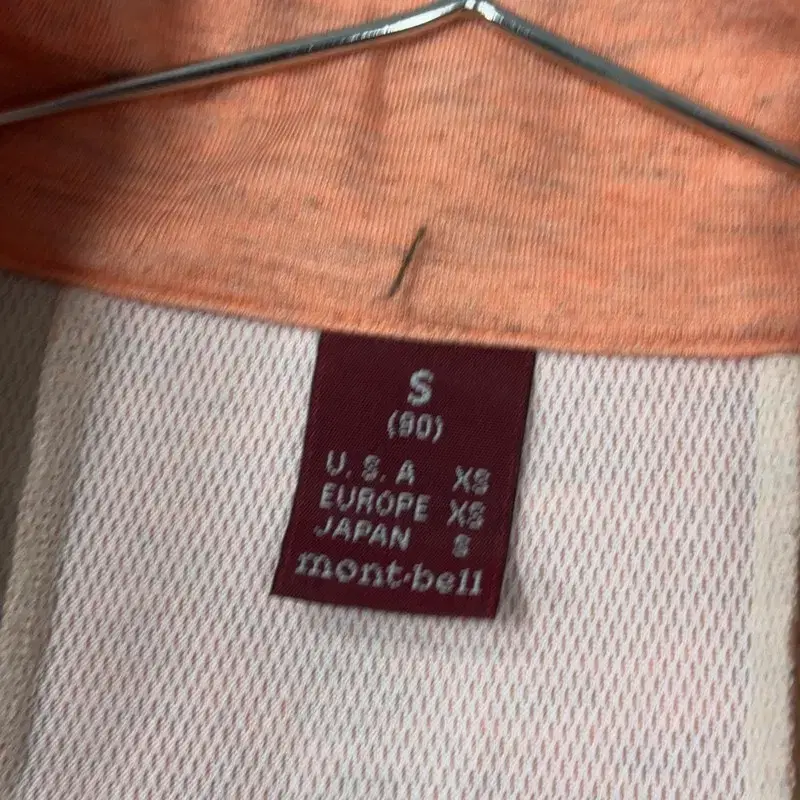 S
(90)
U.S.A XS
EUROPE XS
JAPAN S
mont·bell